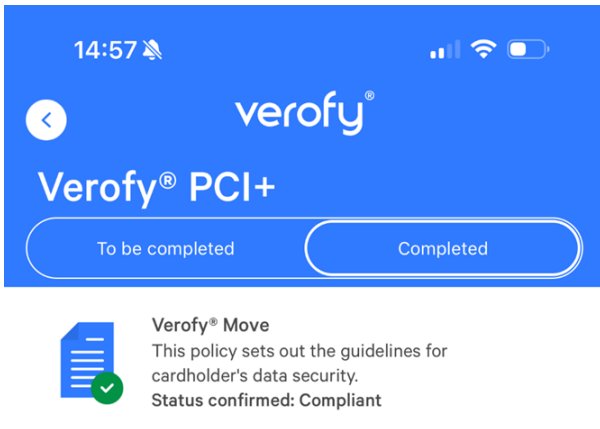 14:57
verofy®
Verofy® PCI+
To be completed
Completed
Verofy® Move
This policy sets out the guidelines for
cardholder's data security.
Status confirmed: Compliant